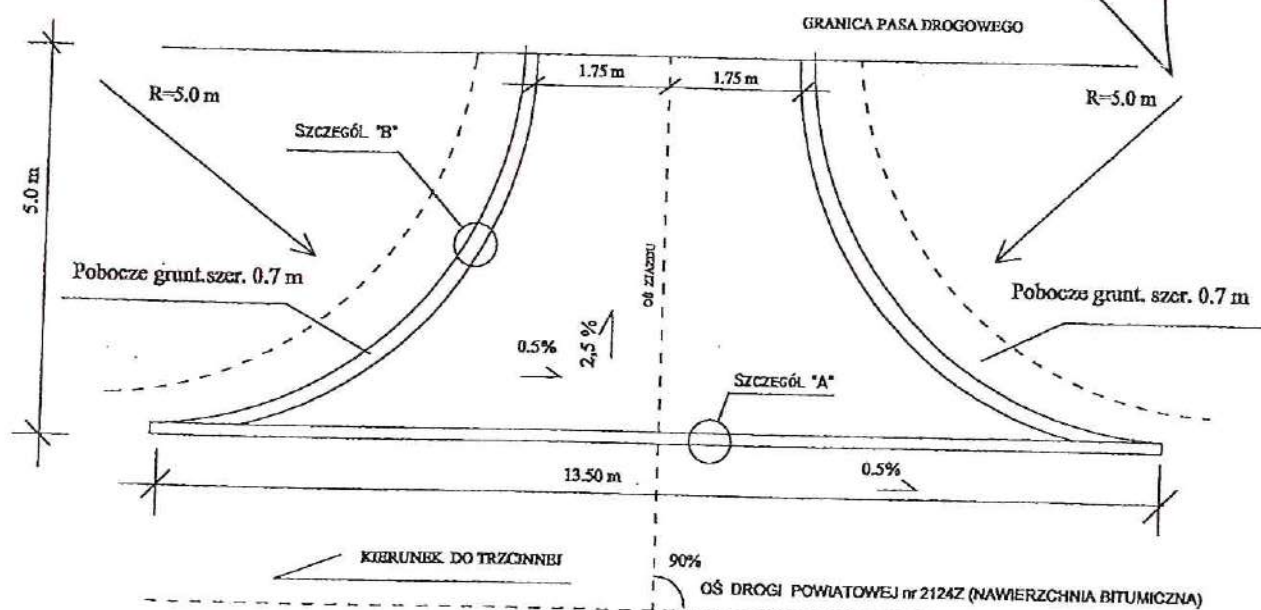 GRANICA PASA DROGOWEGO
1.75 m
1.75 m
R=5.0 m
R=5.0 m
SZCZEGÓŁ "B"
5.0 m
Pobocze grunt.szer. 0.7 m
OŚ ZJAZDU
Pobocze grunt. szer. 0.7 m
0.5%
2,5 %
SZCZEGÓŁ "A"
13.50 m
0.5%
KIERUNEK DO TRZCINNEJ
90%
OŚ DROGI POWIATOWEJ nr 2124Z (NAWIERZCHNIA BITUMICZNA)